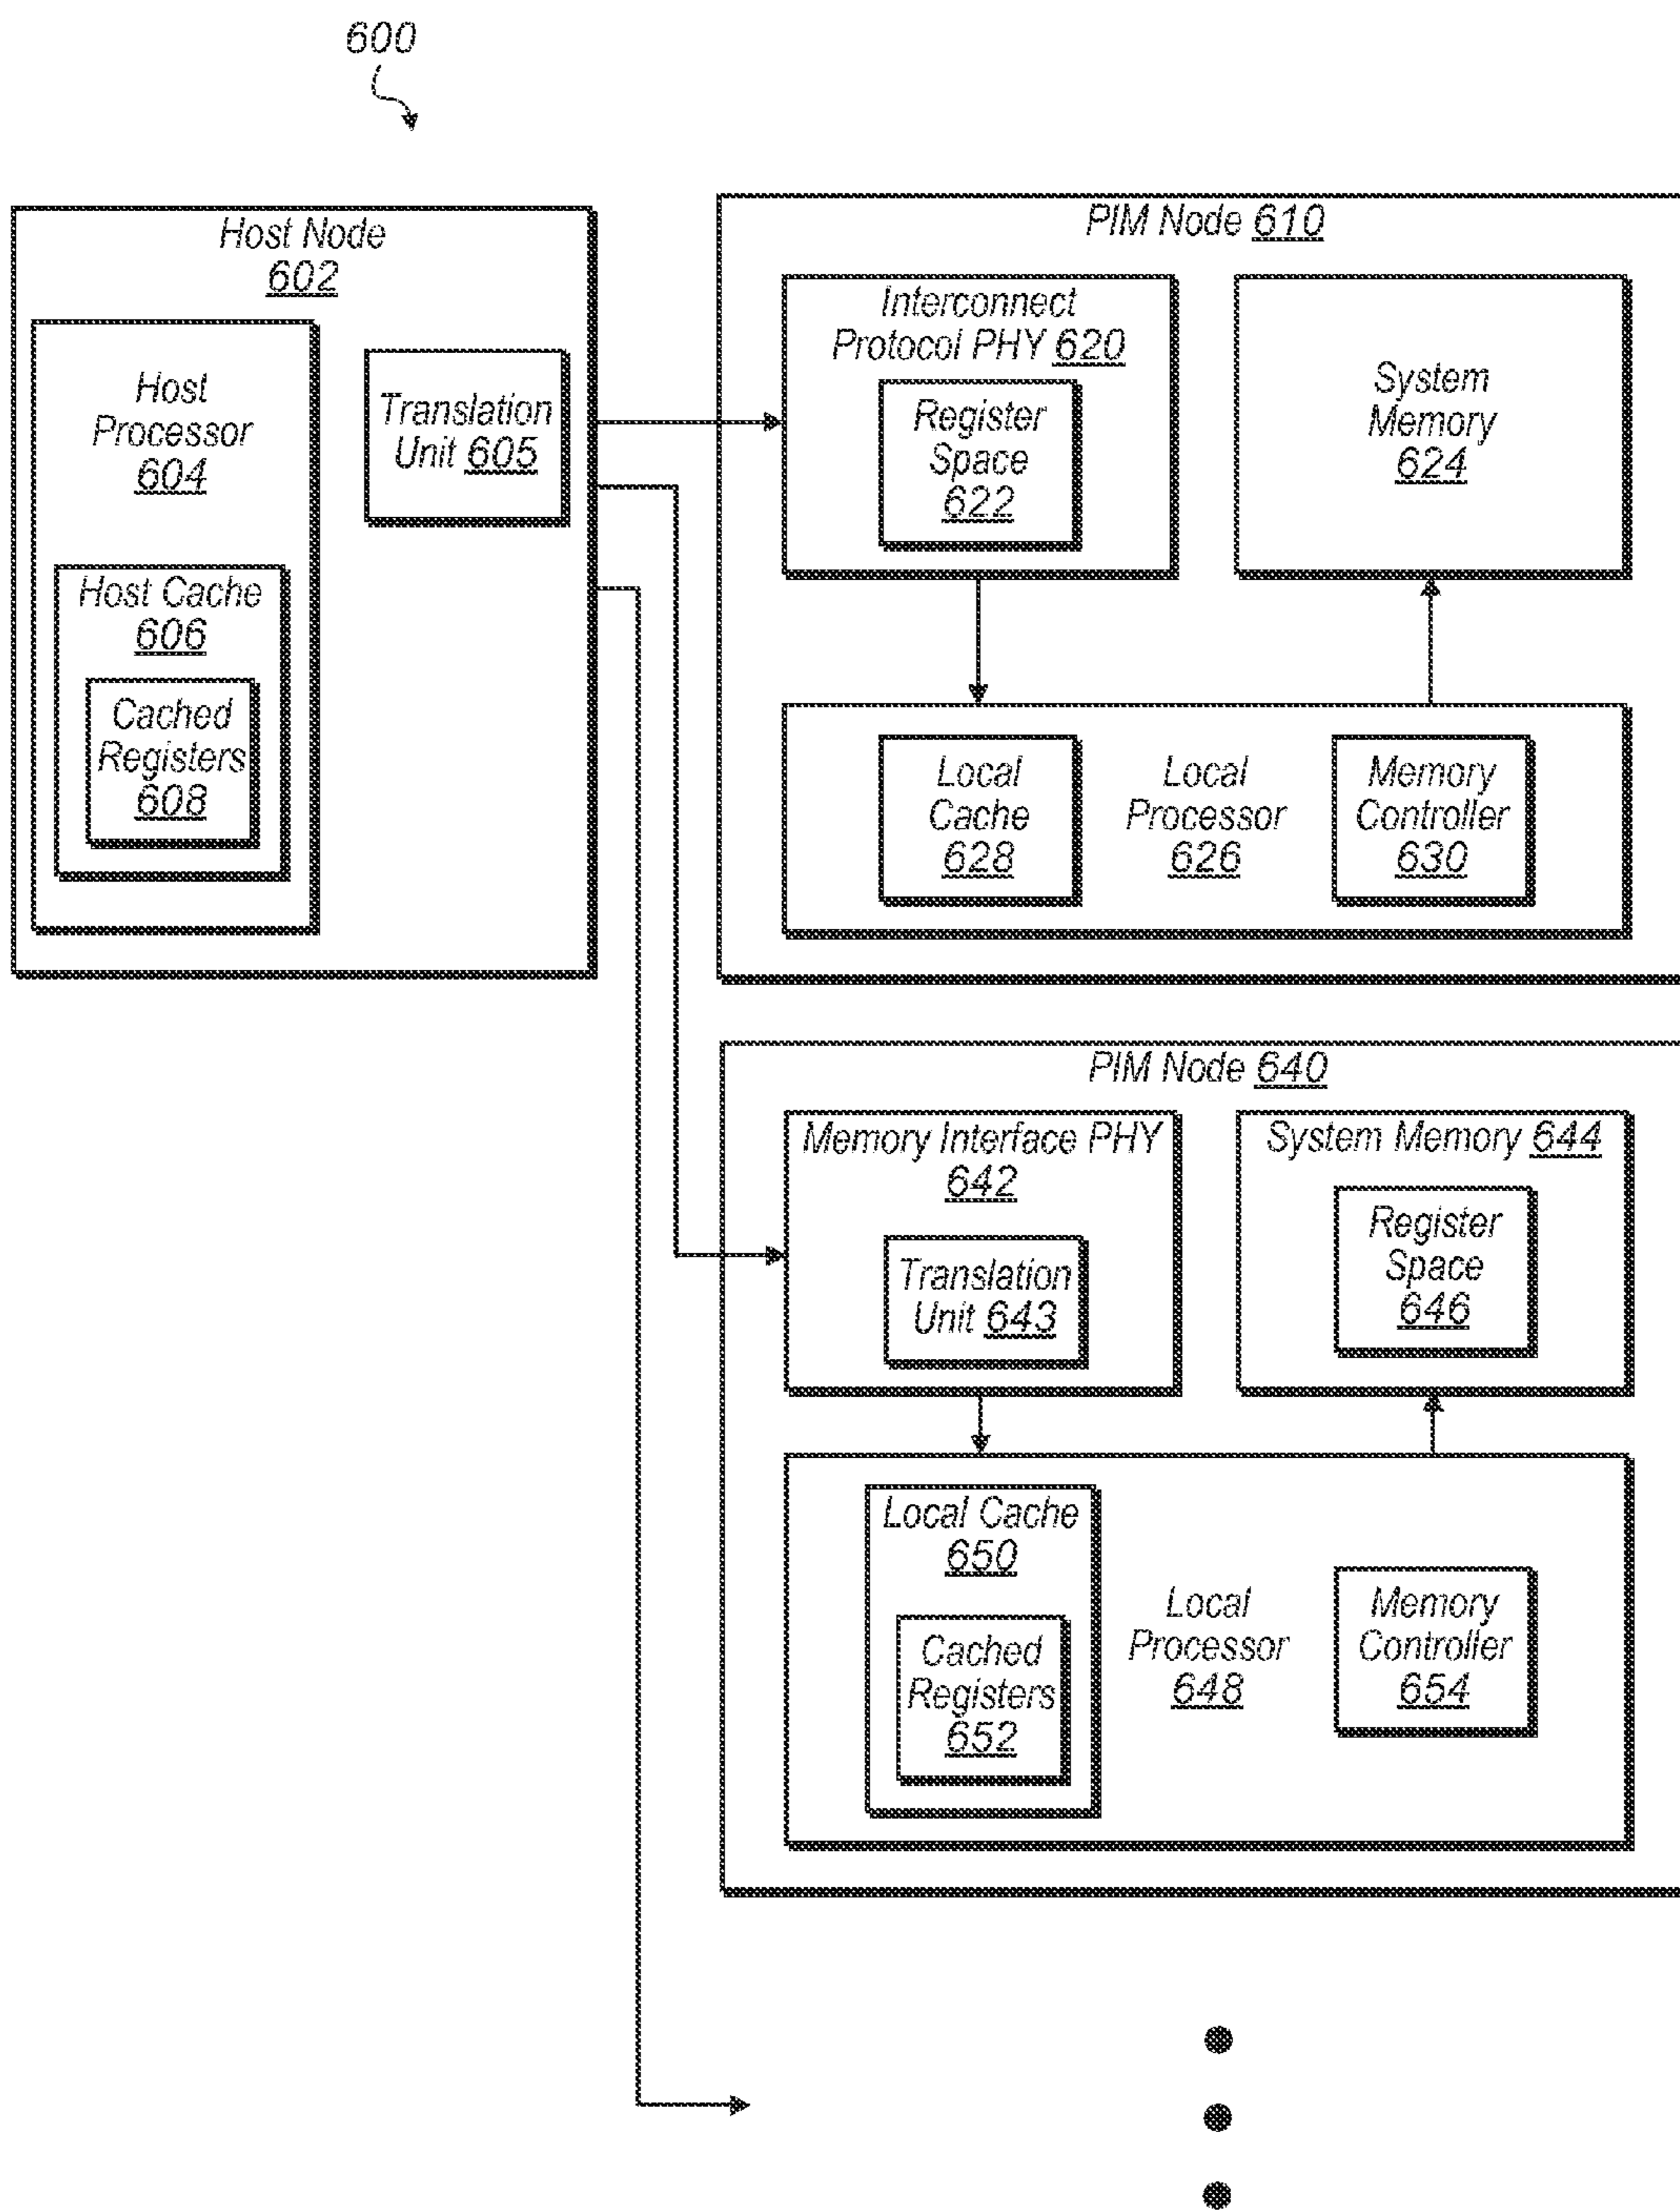 600
Host Node
602
Host
Processor
604
Host Cache
606
Cached
Registers
608
Translation
Unit 605
PIM Node 610
Interconnect
Protocol PHY 620
Register
Space
622
System
Memory
624
Local
Cache
628
Local
Processor
626
Memory
Controller
630
PIM Node 640
Memory Interface PHY
642
Translation
Unit 643
System Memory 644
Register
Space
646
Local Cache
650
Cached
Registers
652
Local
Processor
648
Memory
Controller
654